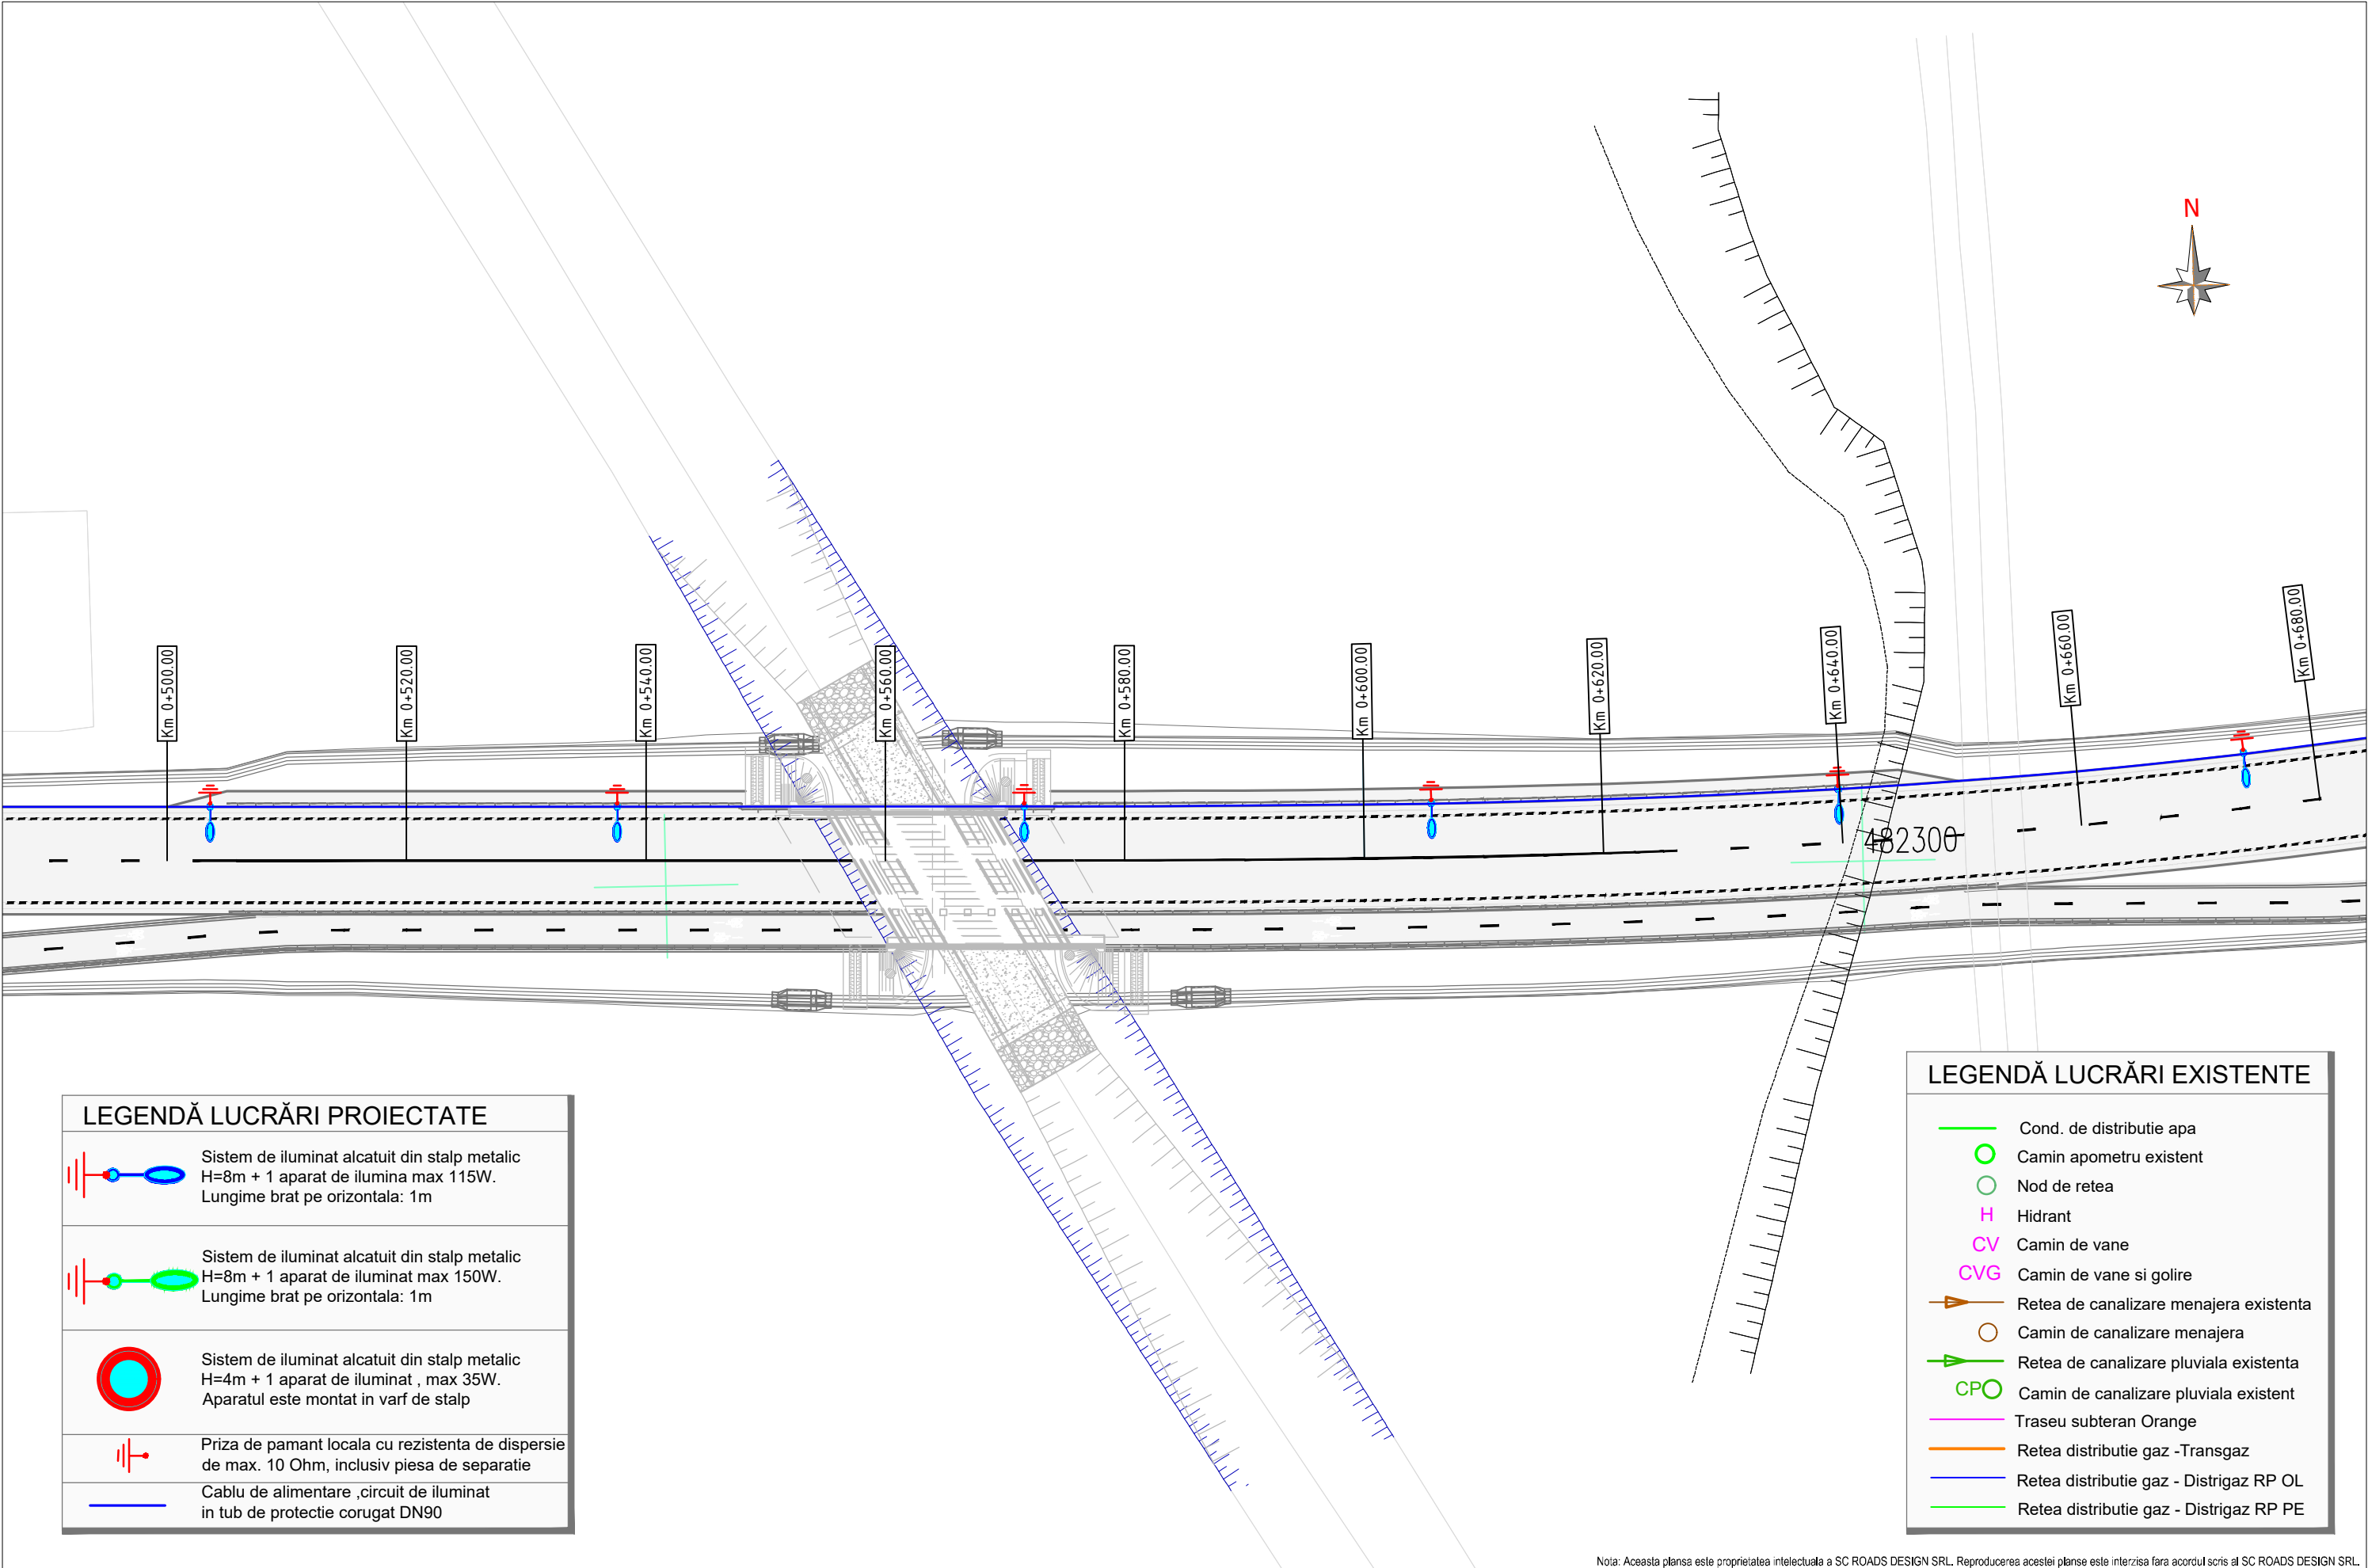 N
Km 0+500.00
Km 0+520.00
Km 0+540.00
Km 0+560.00
Km 0+580.00
Km 0+600.00
Km 0+620.00
Km 0+640.00
Km 0+660.00
Km 0+680.00
482300
LEGENDĂ LUCRĂRI PROIECTATE
Sistem de iluminat alcatuit din stalp metalic
H=8m + 1 aparat de ilumina max 115W.
Lungime brat pe orizontala: 1m
Sistem de iluminat alcatuit din stalp metalic
H=8m + 1 aparat de iluminat max 150W.
Lungime brat pe orizontala: 1m
Sistem de iluminat alcatuit din stalp metalic
H=4m + 1 aparat de iluminat , max 35W.
Aparatul este montat in varf de stalp
Priza de pamant locala cu rezistenta de dispersie
de max. 10 Ohm, inclusiv piesa de separatie
Cablu de alimentare ,circuit de iluminat
in tub de protectie corugat DN90
LEGENDĂ LUCRĂRI EXISTENTE
Cond. de distributie apa
Camin apometru existent
Nod de retea
H Hidrant
CV Camin de vane
CVG Camin de vane si golire
Retea de canalizare menajera existenta
Camin de canalizare menajera
Retea de canalizare pluviala existenta
CP Camin de canalizare pluviala existent
Traseu subteran Orange
Retea distributie gaz -Transgaz
Retea distributie gaz - Distrigaz RP OL
Retea distributie gaz - Distrigaz RP PE
Nota: Aceasta plansa este proprietatea intelectuala a SC ROADS DESIGN SRL. Reproducerea acestei planse este interzisa fara acordul scris al SC ROADS DESIGN SRL.